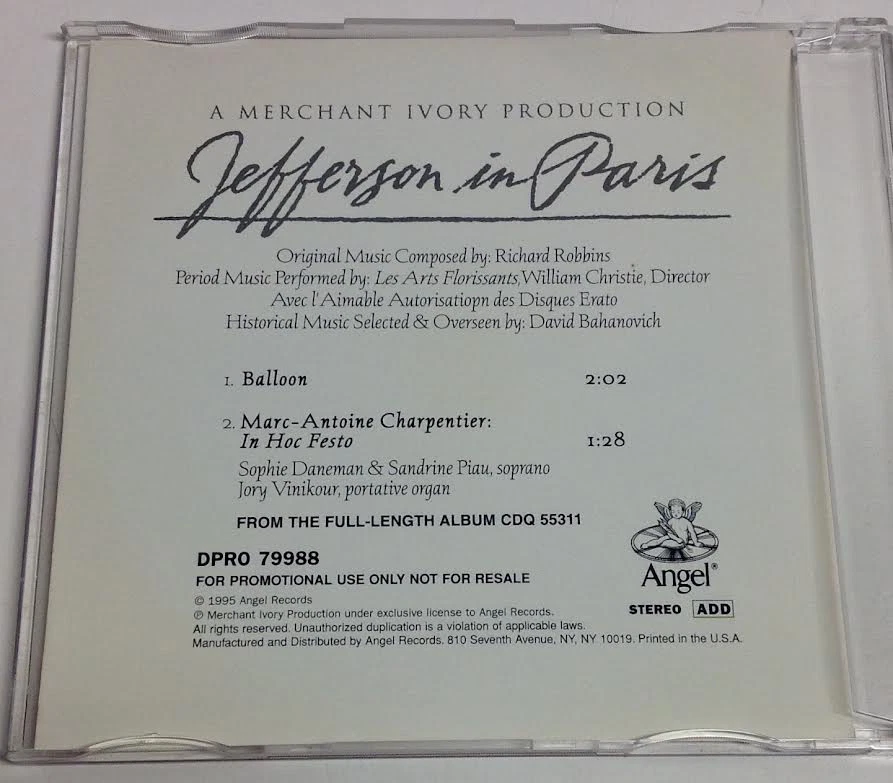 A MERCHANT IVORY PRODUCTION
Jefferson in Paris
Original Music Composed by: Richard Robbins
Period Music Performed by: Les Arts Florissants, William Christie, Director
Avec l'Aimable Autorisatiopn des Disques Erato
Historical Music Selected & Overseen by: David Bahanovich
1. Balloon 2:02
2. Marc-Antoine Charpentier:
In Hoc Festo 1:28
Sophie Daneman & Sandrine Piau, soprano
Jory Vinikour, portative organ
FROM THE FULL-LENGTH ALBUM CDQ 55311
DPRO 79988
FOR PROMOTIONAL USE ONLY NOT FOR RESALE
© 1995 Angel Records
℗ Merchant Ivory Production under exclusive license to Angel Records.
All rights reserved. Unauthorized duplication is a violation of applicable laws.
Manufactured and Distributed by Angel Records. 810 Seventh Avenue, NY, NY 10019. Printed in the U.S.A.
Angel®
STEREO ADD